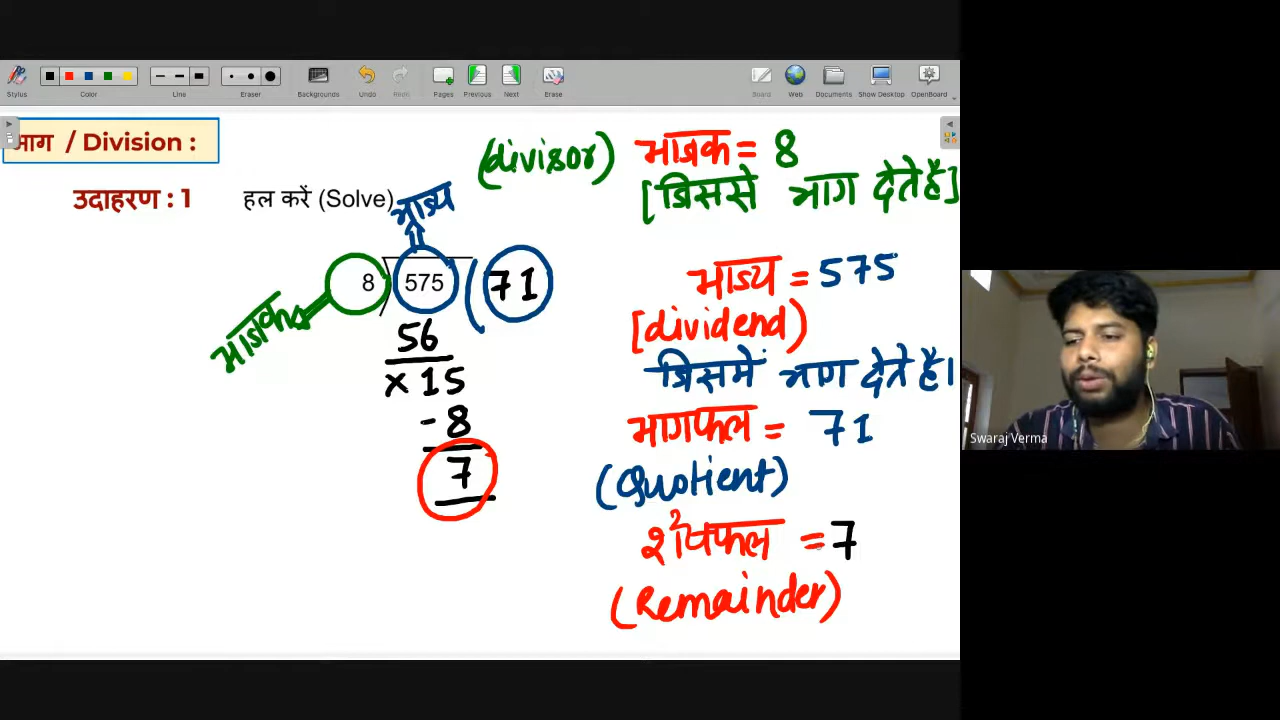 Stylus
Color
Line
Eraser
Backgrounds
Undo
Redo
Pages
Previous
Next
Erase
Board
Web
Documents
Show Desktop
OpenBoard
भाग / Division :
उदाहरण : 1 हल करें (Solve)
भाज्य
8 575 71
भाजक
56
× 15
- 8
7
(divisor) भाजक = 8
[जिससे भाग देते हैं]
भाज्य = 575
[dividend)
जिसमें भाग देते हैं।
भागफल = 71
(Quotient)
शेषफल = 7
(Remainder)
Swaraj Verma